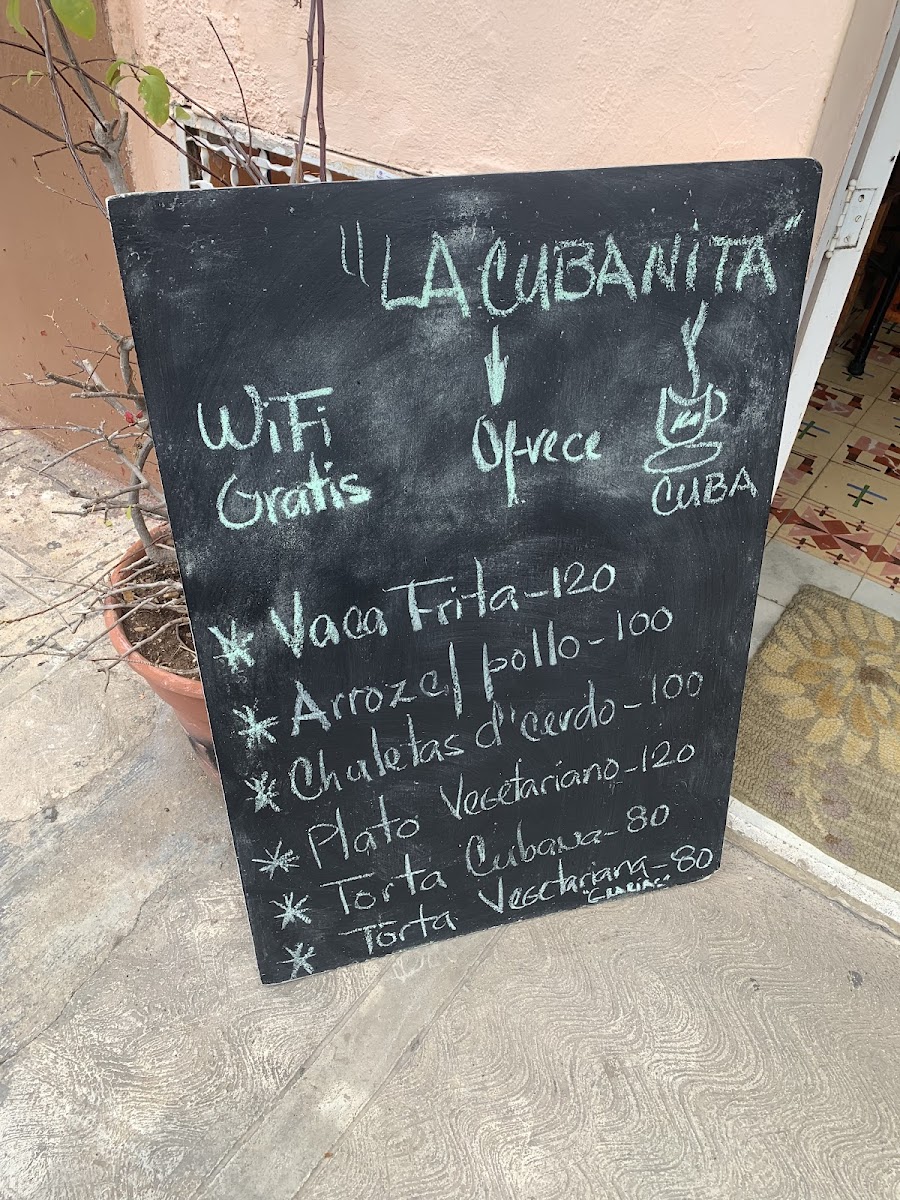 "LA CUBANITA"
WiFi
Gratis
Ofrece
CUBA
* Vaca Frita - 120
* Arroz c/ pollo - 100
* Chuletas d' cerdo - 100
* Plato Vegetariano - 120
* Torta Cubana - 80
* Torta Vegetariana - 80
"GRACIAS"